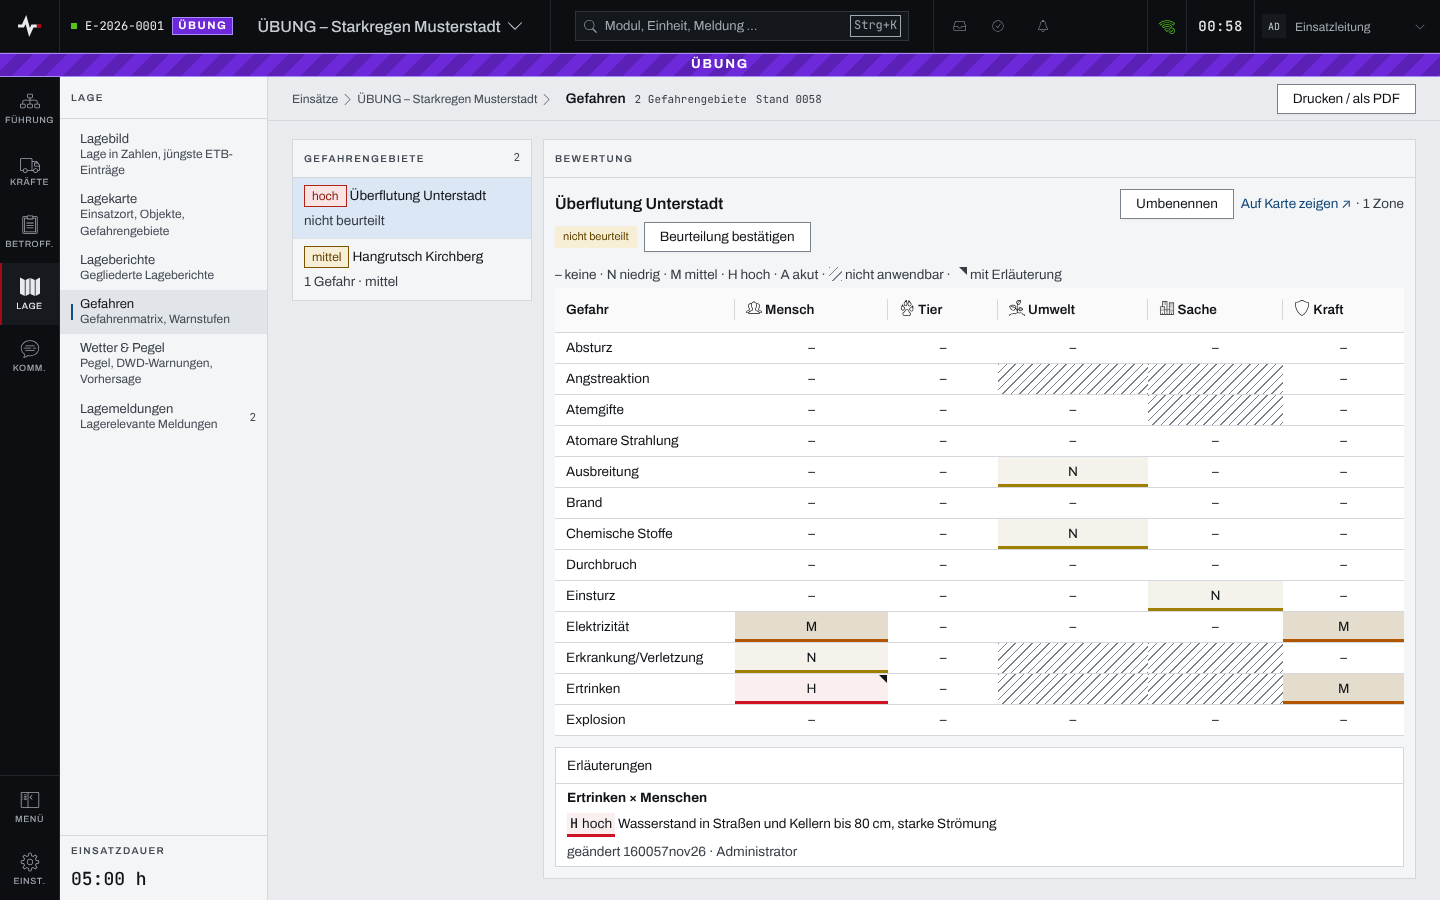 E-2026-0001 ÜBUNG ÜBUNG – Starkregen Musterstadt Modul, Einheit, Meldung ... Strg+K 00:58 AD Einsatzleitung
ÜBUNG
FÜHRUNG
KRÄFTE
BETROFF.
LAGE
KOMM.
MENÜ
EINST.
LAGE
Lagebild
Lage in Zahlen, jüngste ETB-
Einträge
Lagekarte
Einsatzort, Objekte,
Gefahrengebiete
Lageberichte
Gegliederte Lageberichte
Gefahren
Gefahrenmatrix, Warnstufen
Wetter & Pegel
Pegel, DWD-Warnungen,
Vorhersage
Lagemeldungen 2
Lagerelevante Meldungen
EINSATZDAUER
05:00 h
Einsätze ÜBUNG – Starkregen Musterstadt Gefahren 2 Gefahrengebiete Stand 0058 Drucken / als PDF
GEFAHRENGEBIETE 2
hoch Überflutung Unterstadt
nicht beurteilt
mittel Hangrutsch Kirchberg
1 Gefahr · mittel
BEWERTUNG
Überflutung Unterstadt Umbenennen Auf Karte zeigen ↗ · 1 Zone
nicht beurteilt Beurteilung bestätigen
– keine · N niedrig · M mittel · H hoch · A akut · nicht anwendbar · mit Erläuterung
Gefahr Mensch Tier Umwelt Sache Kraft
Absturz – – – – –
Angstreaktion – – –
Atemgifte – – – –
Atomare Strahlung – – – – –
Ausbreitung – – N – –
Brand – – – – –
Chemische Stoffe – – N – –
Durchbruch – – – – –
Einsturz – – – N –
Elektrizität M – – – M
Erkrankung/Verletzung N – –
Ertrinken H – M
Explosion – – – – –
Erläuterungen
Ertrinken × Menschen
H hoch Wasserstand in Straßen und Kellern bis 80 cm, starke Strömung
geändert 160057nov26 · Administrator